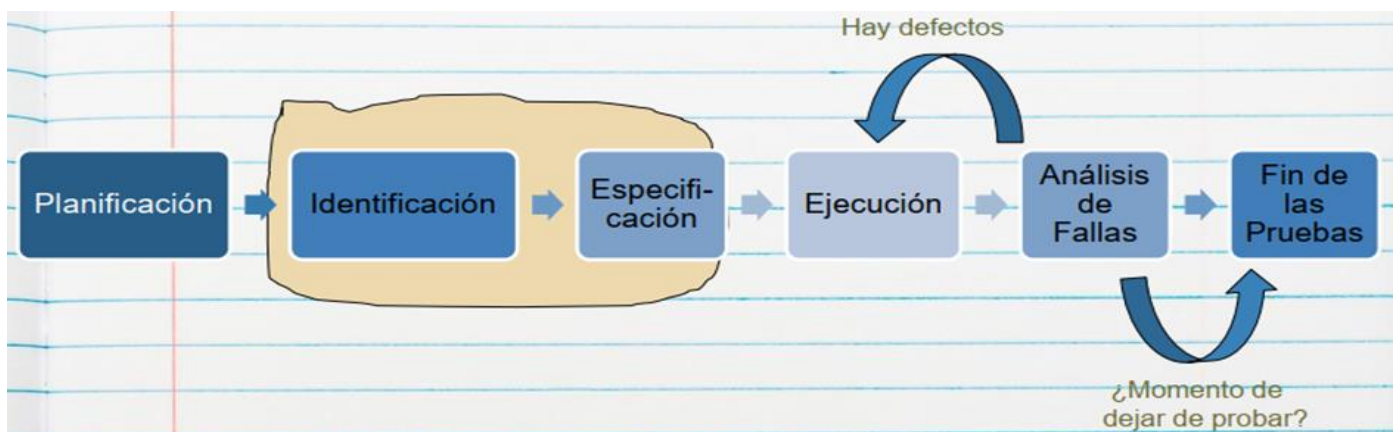 Hay defectos
Planificación
Identificación
Especifi-
cación
Ejecución
Análisis
de
Fallas
Fin de
las
Pruebas
¿Momento de
dejar de probar?